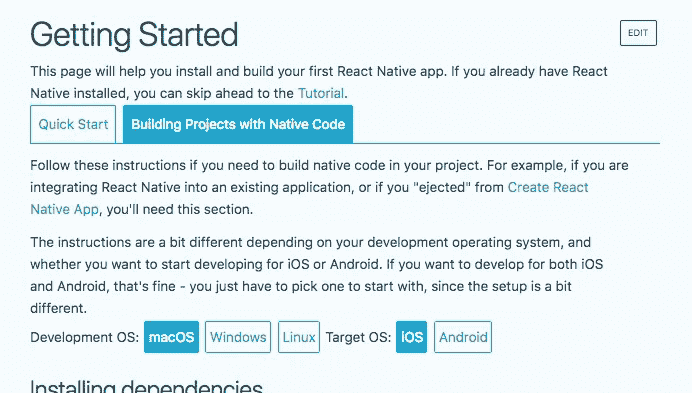 Getting Started
EDIT
This page will help you install and build your first React Native app. If you already have React
Native installed, you can skip ahead to the Tutorial.
Quick Start Building Projects with Native Code
Follow these instructions if you need to build native code in your project. For example, if you are
integrating React Native into an existing application, or if you "ejected" from Create React
Native App, you'll need this section.
The instructions are a bit different depending on your development operating system, and
whether you want to start developing for iOS or Android. If you want to develop for both iOS
and Android, that's fine - you just have to pick one to start with, since the setup is a bit
different.
Development OS: macOS Windows Linux Target OS: iOS Android
Installing dependencies